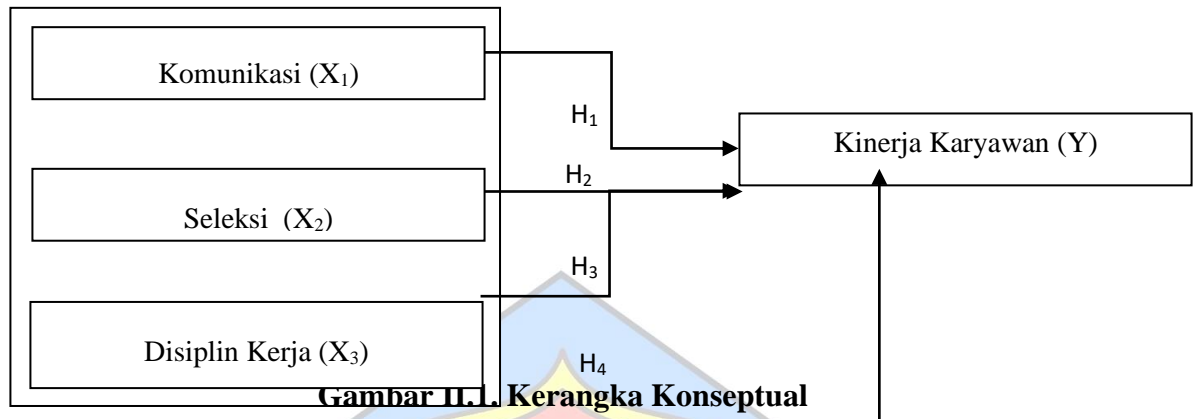 Komunikasi (X₁)
H₁
Kinerja Karyawan (Y)
H₂
Seleksi (X₂)
H₃
Disiplin Kerja (X₃)
H₄
Gambar II.1. Kerangka Konseptual